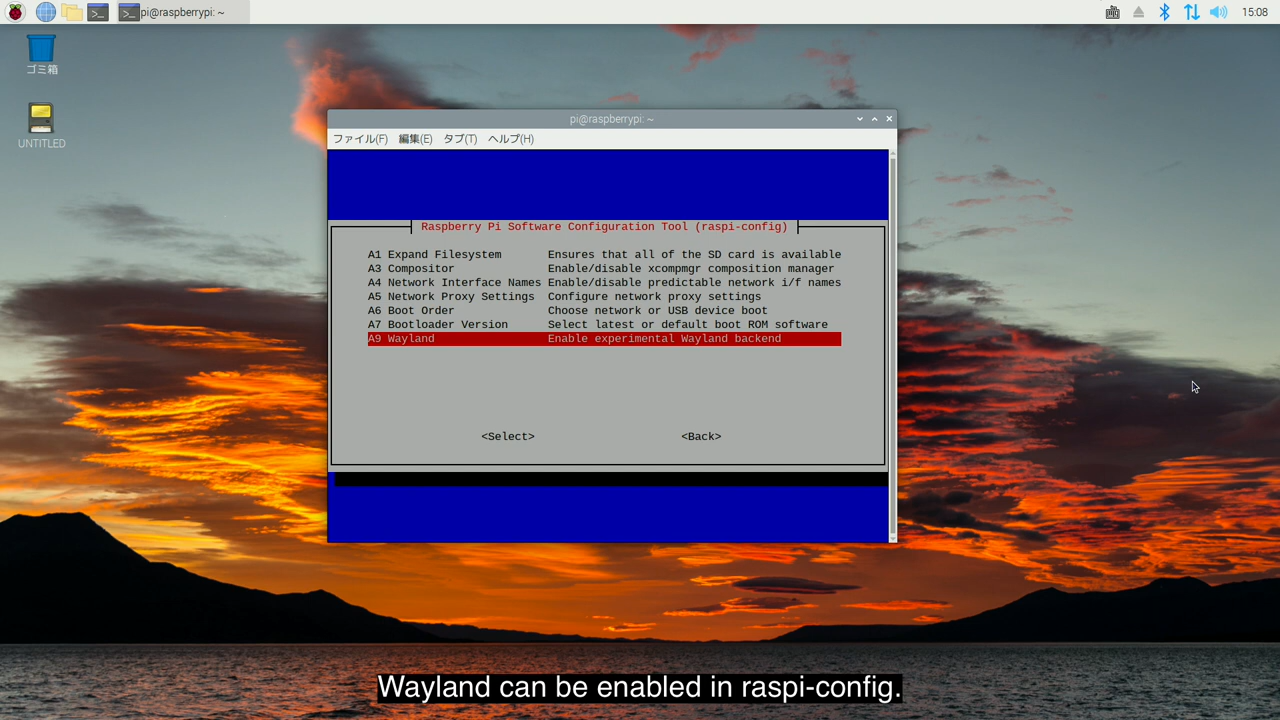 pi@raspberrypi: ~
15:08
ゴミ箱
UNTITLED
pi@raspberrypi: ~
ファイル(F) 編集(E) タブ(T) ヘルプ(H)
Raspberry Pi Software Configuration Tool (raspi-config)
A1 Expand Filesystem Ensures that all of the SD card is available
A3 Compositor Enable/disable xcompmgr composition manager
A4 Network Interface Names Enable/disable predictable network i/f names
A5 Network Proxy Settings Configure network proxy settings
A6 Boot Order Choose network or USB device boot
A7 Bootloader Version Select latest or default boot ROM software
A9 Wayland Enable experimental Wayland backend
<Select> <Back>
Wayland can be enabled in raspi-config.